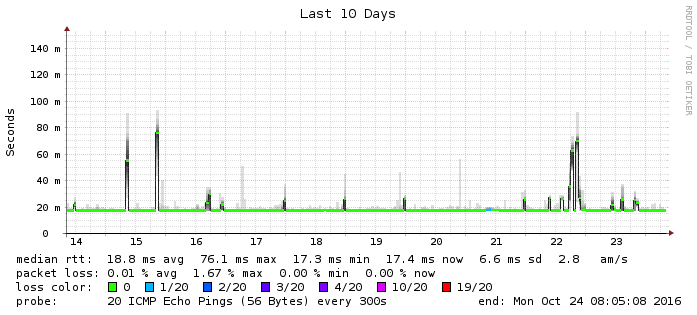 Last 10 Days
RRDTOOL / TOBI OETIKER
Seconds
140 m
120 m
100 m
80 m
60 m
40 m
20 m
0
14 15 16 17 18 19 20 21 22 23
median rtt: 18.8 ms avg 76.1 ms max 17.3 ms min 17.4 ms now 6.6 ms sd 2.8 am/s
packet loss: 0.01 % avg 1.67 % max 0.00 % min 0.00 % now
loss color: 0 1/20 2/20 3/20 4/20 10/20 19/20
probe: 20 ICMP Echo Pings (56 Bytes) every 300s end: Mon Oct 24 08:05:08 2016